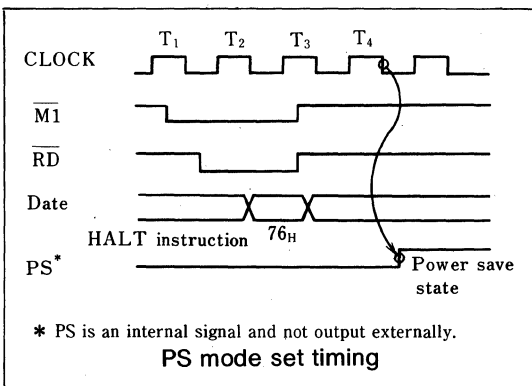 T1 T2 T3 T4
CLOCK
M1
RD
Date
HALT instruction 76H
PS*
Power save
state
* PS is an internal signal and not output externally.
PS mode set timing